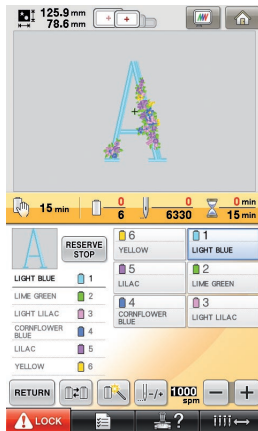 125.9 mm
78.6 mm
15 min
0
6
0
6330
0 min
15 min
RESERVE STOP
LIGHT BLUE 1
LIME GREEN 2
LIGHT LILAC 3
CORNFLOWER BLUE 4
LILAC 5
YELLOW 6
6
YELLOW
1
LIGHT BLUE
5
LILAC
2
LIME GREEN
4
CORNFLOWER BLUE
3
LIGHT LILAC
RETURN
-/+
1000 spm
- +
LOCK
?